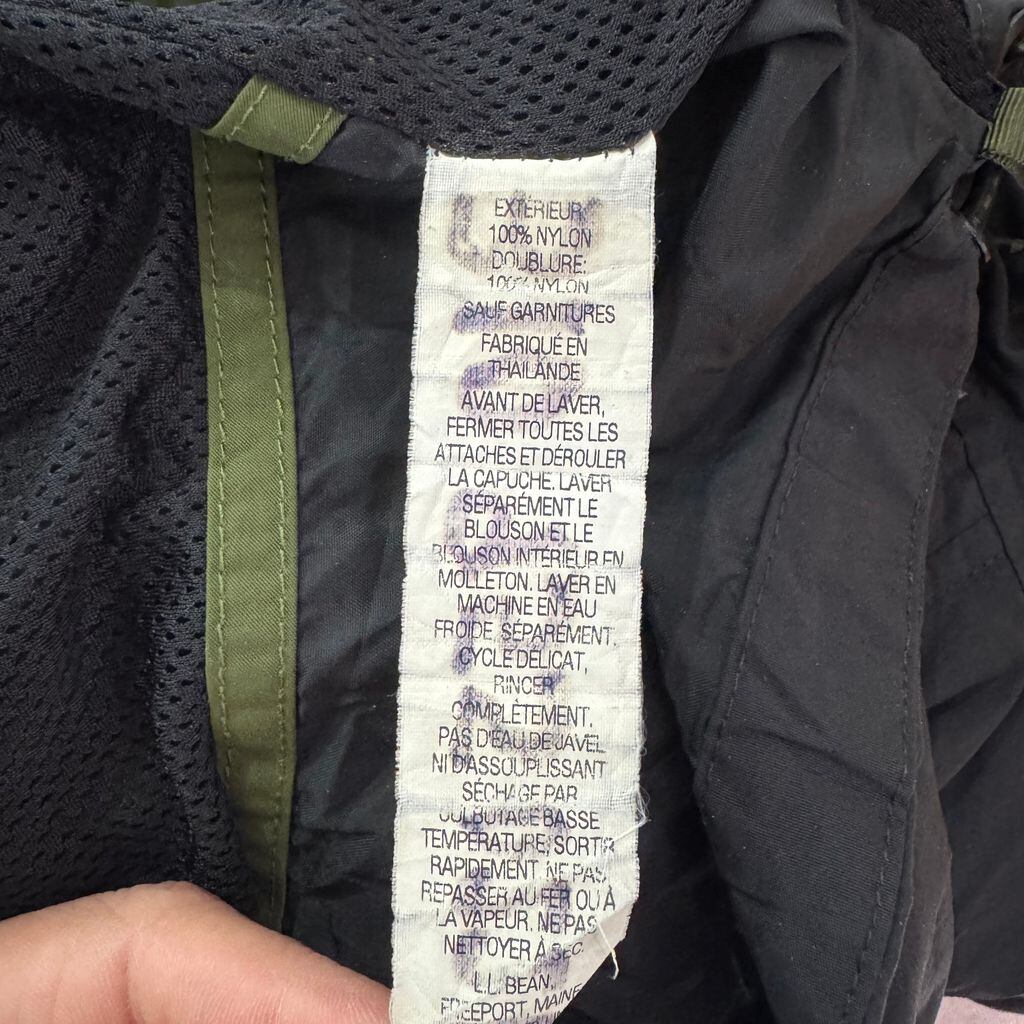 EXTÉRIEUR:
100% NYLON
DOUBLURE:
100% NYLON
SAUF GARNITURES
FABRIQUÉ EN
THAILANDE
AVANT DE LAVER,
FERMER TOUTES LES
ATTACHES ET DÉROULER
LA CAPUCHE. LAVER
SÉPARÉMENT LE
BLOUSON ET LE
BLOUSON INTÉRIEUR EN
MOLLETON. LAVER EN
MACHINE EN EAU
FROIDE, SÉPARÉMENT,
CYCLE DÉLICAT,
RINCER
COMPLÈTEMENT,
PAS D'EAU DE JAVEL
NI D'ASSOUPLISSANT
SÉCHAGE PAR
CULBUTAGE BASSE
TEMPÉRATURE, SORTIR
RAPIDEMENT. NE PAS
REPASSER AU FER OU À
LA VAPEUR. NE PAS
NETTOYER À SEC.
L.L. BEAN,
FREEPORT, MAINE